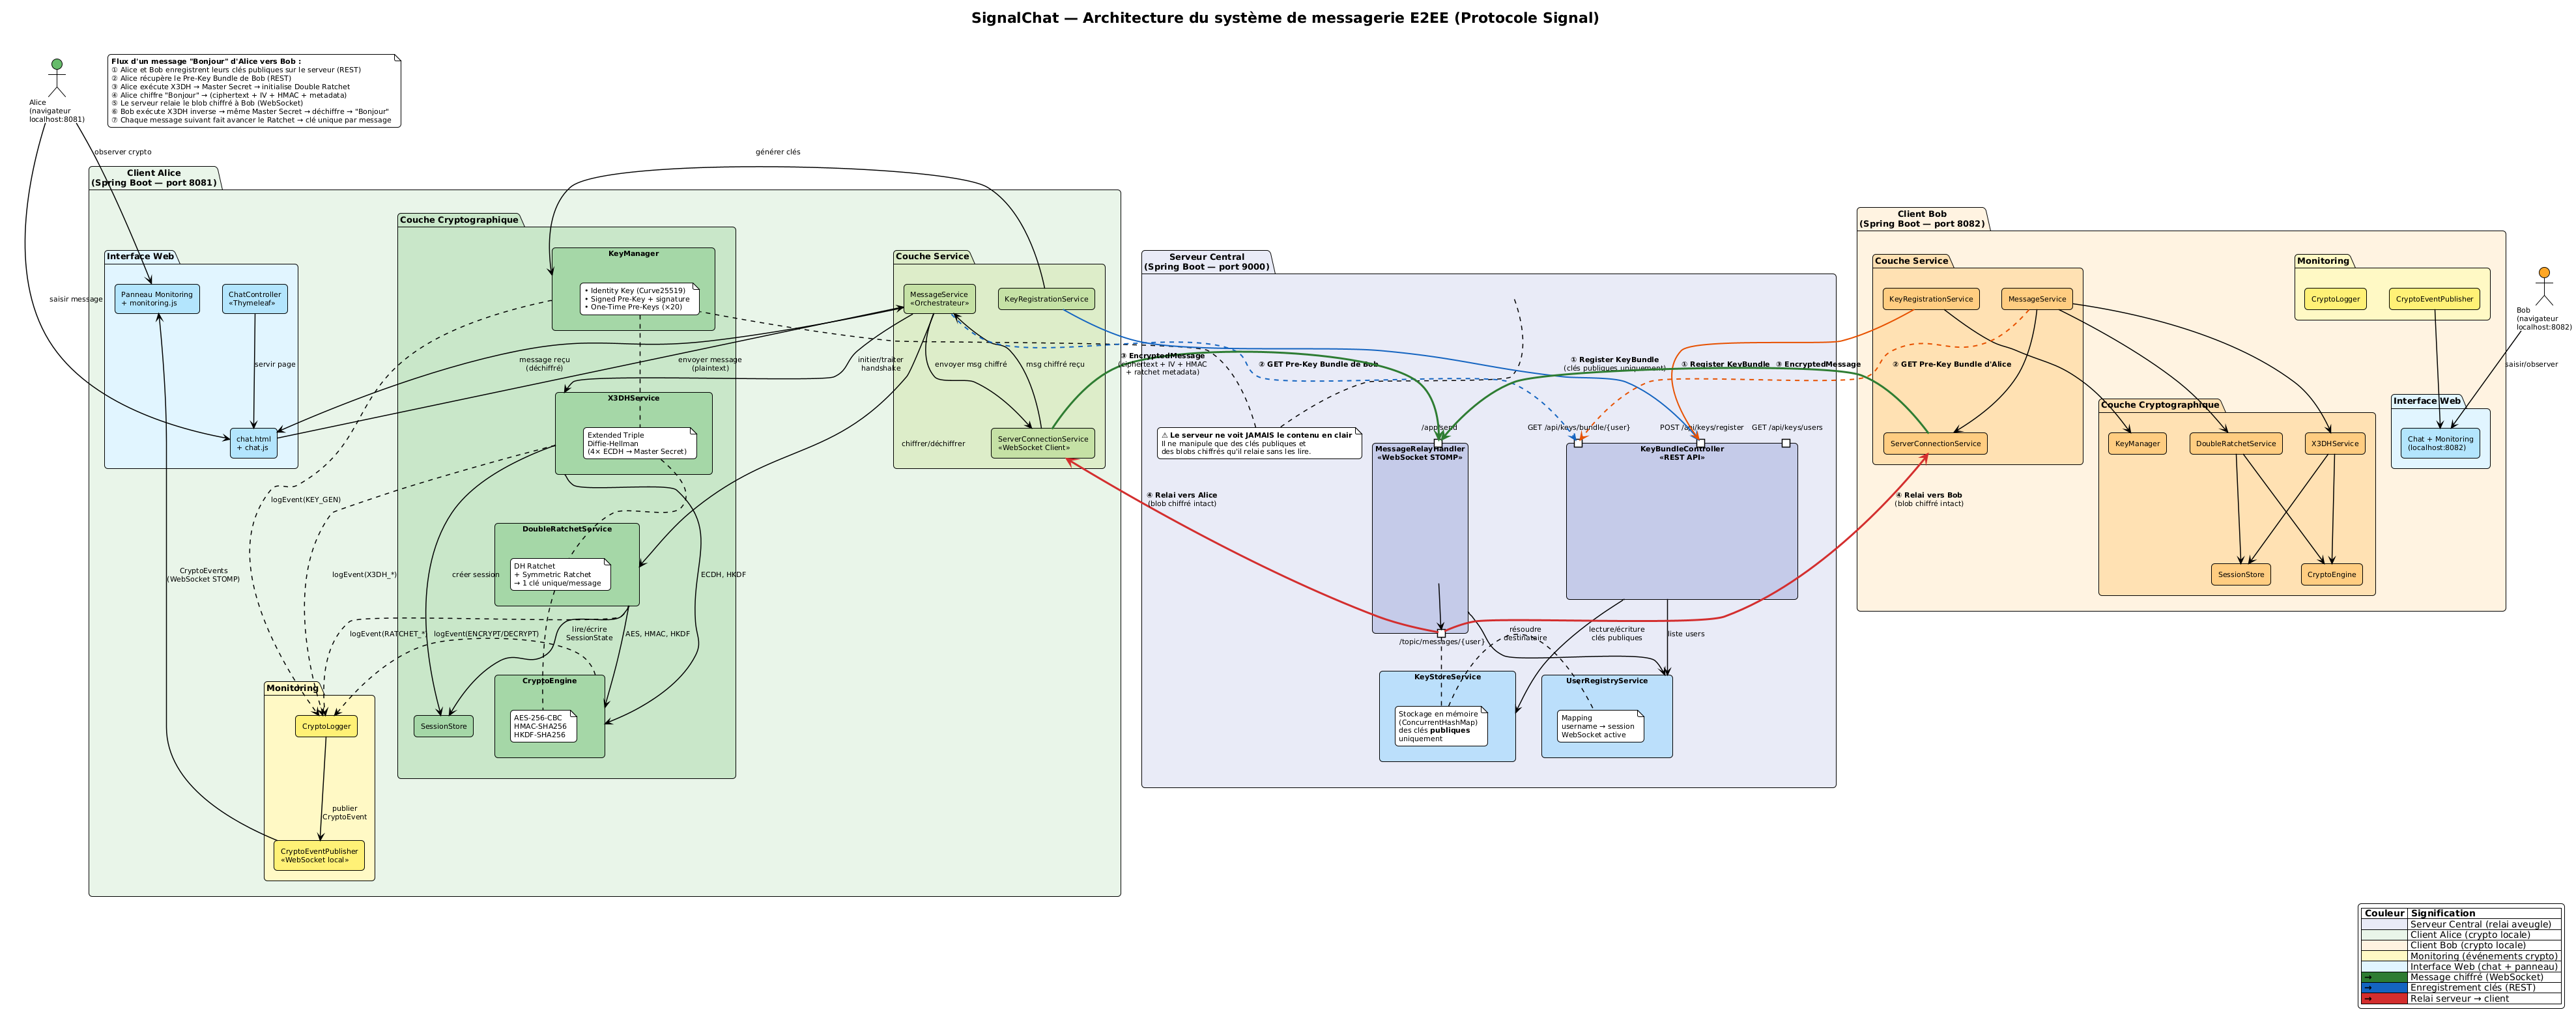 SignalChat — Architecture du système de messagerie E2EE (Protocole Signal)
Flux d'un message "Bonjour" d'Alice vers Bob :
① Alice et Bob enregistrent leurs clés publiques sur le serveur (REST)
② Alice récupère le Pre-Key Bundle de Bob (REST)
③ Alice exécute X3DH → Master Secret → initialise Double Ratchet
④ Alice chiffre "Bonjour" → (ciphertext + IV + HMAC + metadata)
⑤ Le serveur relaie le blob chiffré à Bob (WebSocket)
⑥ Bob exécute X3DH inverse → même Master Secret → déchiffre → "Bonjour"
⑦ Chaque message suivant fait avancer le Ratchet → clé unique par message
Alice
(navigateur
localhost:8081)
observer crypto
saisir message
générer clés
Client Alice
(Spring Boot — port 8081)
Interface Web
Panneau Monitoring
+ monitoring.js
ChatController
«Thymeleaf»
servir page
chat.html
+ chat.js
Couche Cryptographique
KeyManager
• Identity Key (Curve25519)
• Signed Pre-Key + signature
• One-Time Pre-Keys (×20)
message reçu
(déchiffré)
envoyer message
(plaintext)
initier/traiter
handshake
X3DHService
Extended Triple
Diffie-Hellman
(4× ECDH → Master Secret)
logEvent(KEY_GEN)
DoubleRatchetService
DH Ratchet
+ Symmetric Ratchet
→ 1 clé unique/message
CryptoEvents
(WebSocket STOMP)
logEvent(X3DH_*)
créer session
ECDH, HKDF
logEvent(RATCHET_*)
logEvent(ENCRYPT/DECRYPT)
lire/écrire
SessionState
AES, HMAC, HKDF
CryptoEngine
AES-256-CBC
HMAC-SHA256
HKDF-SHA256
SessionStore
Monitoring
CryptoLogger
publier
CryptoEvent
CryptoEventPublisher
«WebSocket local»
Couche Service
MessageService
«Orchestrateur»
KeyRegistrationService
envoyer msg chiffré
msg chiffré reçu
chiffrer/déchiffrer
ServerConnectionService
«WebSocket Client»
Serveur Central
(Spring Boot — port 9000)
③ EncryptedMessage
(ciphertext + IV + HMAC
+ ratchet metadata)
② GET Pre-Key Bundle de Bob
① Register KeyBundle
(clés publiques uniquement)
① Register KeyBundle
③ EncryptedMessage
② GET Pre-Key Bundle d'Alice
⚠ Le serveur ne voit JAMAIS le contenu en clair
Il ne manipule que des clés publiques et
des blobs chiffrés qu'il relaie sans les lire.
/app/send
GET /api/keys/bundle/{user}
POST /api/keys/register
GET /api/keys/users
MessageRelayHandler
«WebSocket STOMP»
KeyBundleController
«REST API»
④ Relai vers Alice
(blob chiffré intact)
④ Relai vers Bob
(blob chiffré intact)
/topic/messages/{user}
résoudre
destinataire
lecture/écriture
clés publiques
liste users
KeyStoreService
Stockage en mémoire
(ConcurrentHashMap)
des clés publiques
uniquement
UserRegistryService
Mapping
username → session
WebSocket active
Client Bob
(Spring Boot — port 8082)
Couche Service
KeyRegistrationService
MessageService
ServerConnectionService
Monitoring
CryptoLogger
CryptoEventPublisher
Couche Cryptographique
KeyManager
DoubleRatchetService
X3DHService
SessionStore
CryptoEngine
Interface Web
Chat + Monitoring
(localhost:8082)
Bob
(navigateur
localhost:8082)
saisir/observer
Couleur Signification
Serveur Central (relai aveugle)
Client Alice (crypto locale)
Client Bob (crypto locale)
Monitoring (événements crypto)
Interface Web (chat + panneau)
→ Message chiffré (WebSocket)
→ Enregistrement clés (REST)
→ Relai serveur → client